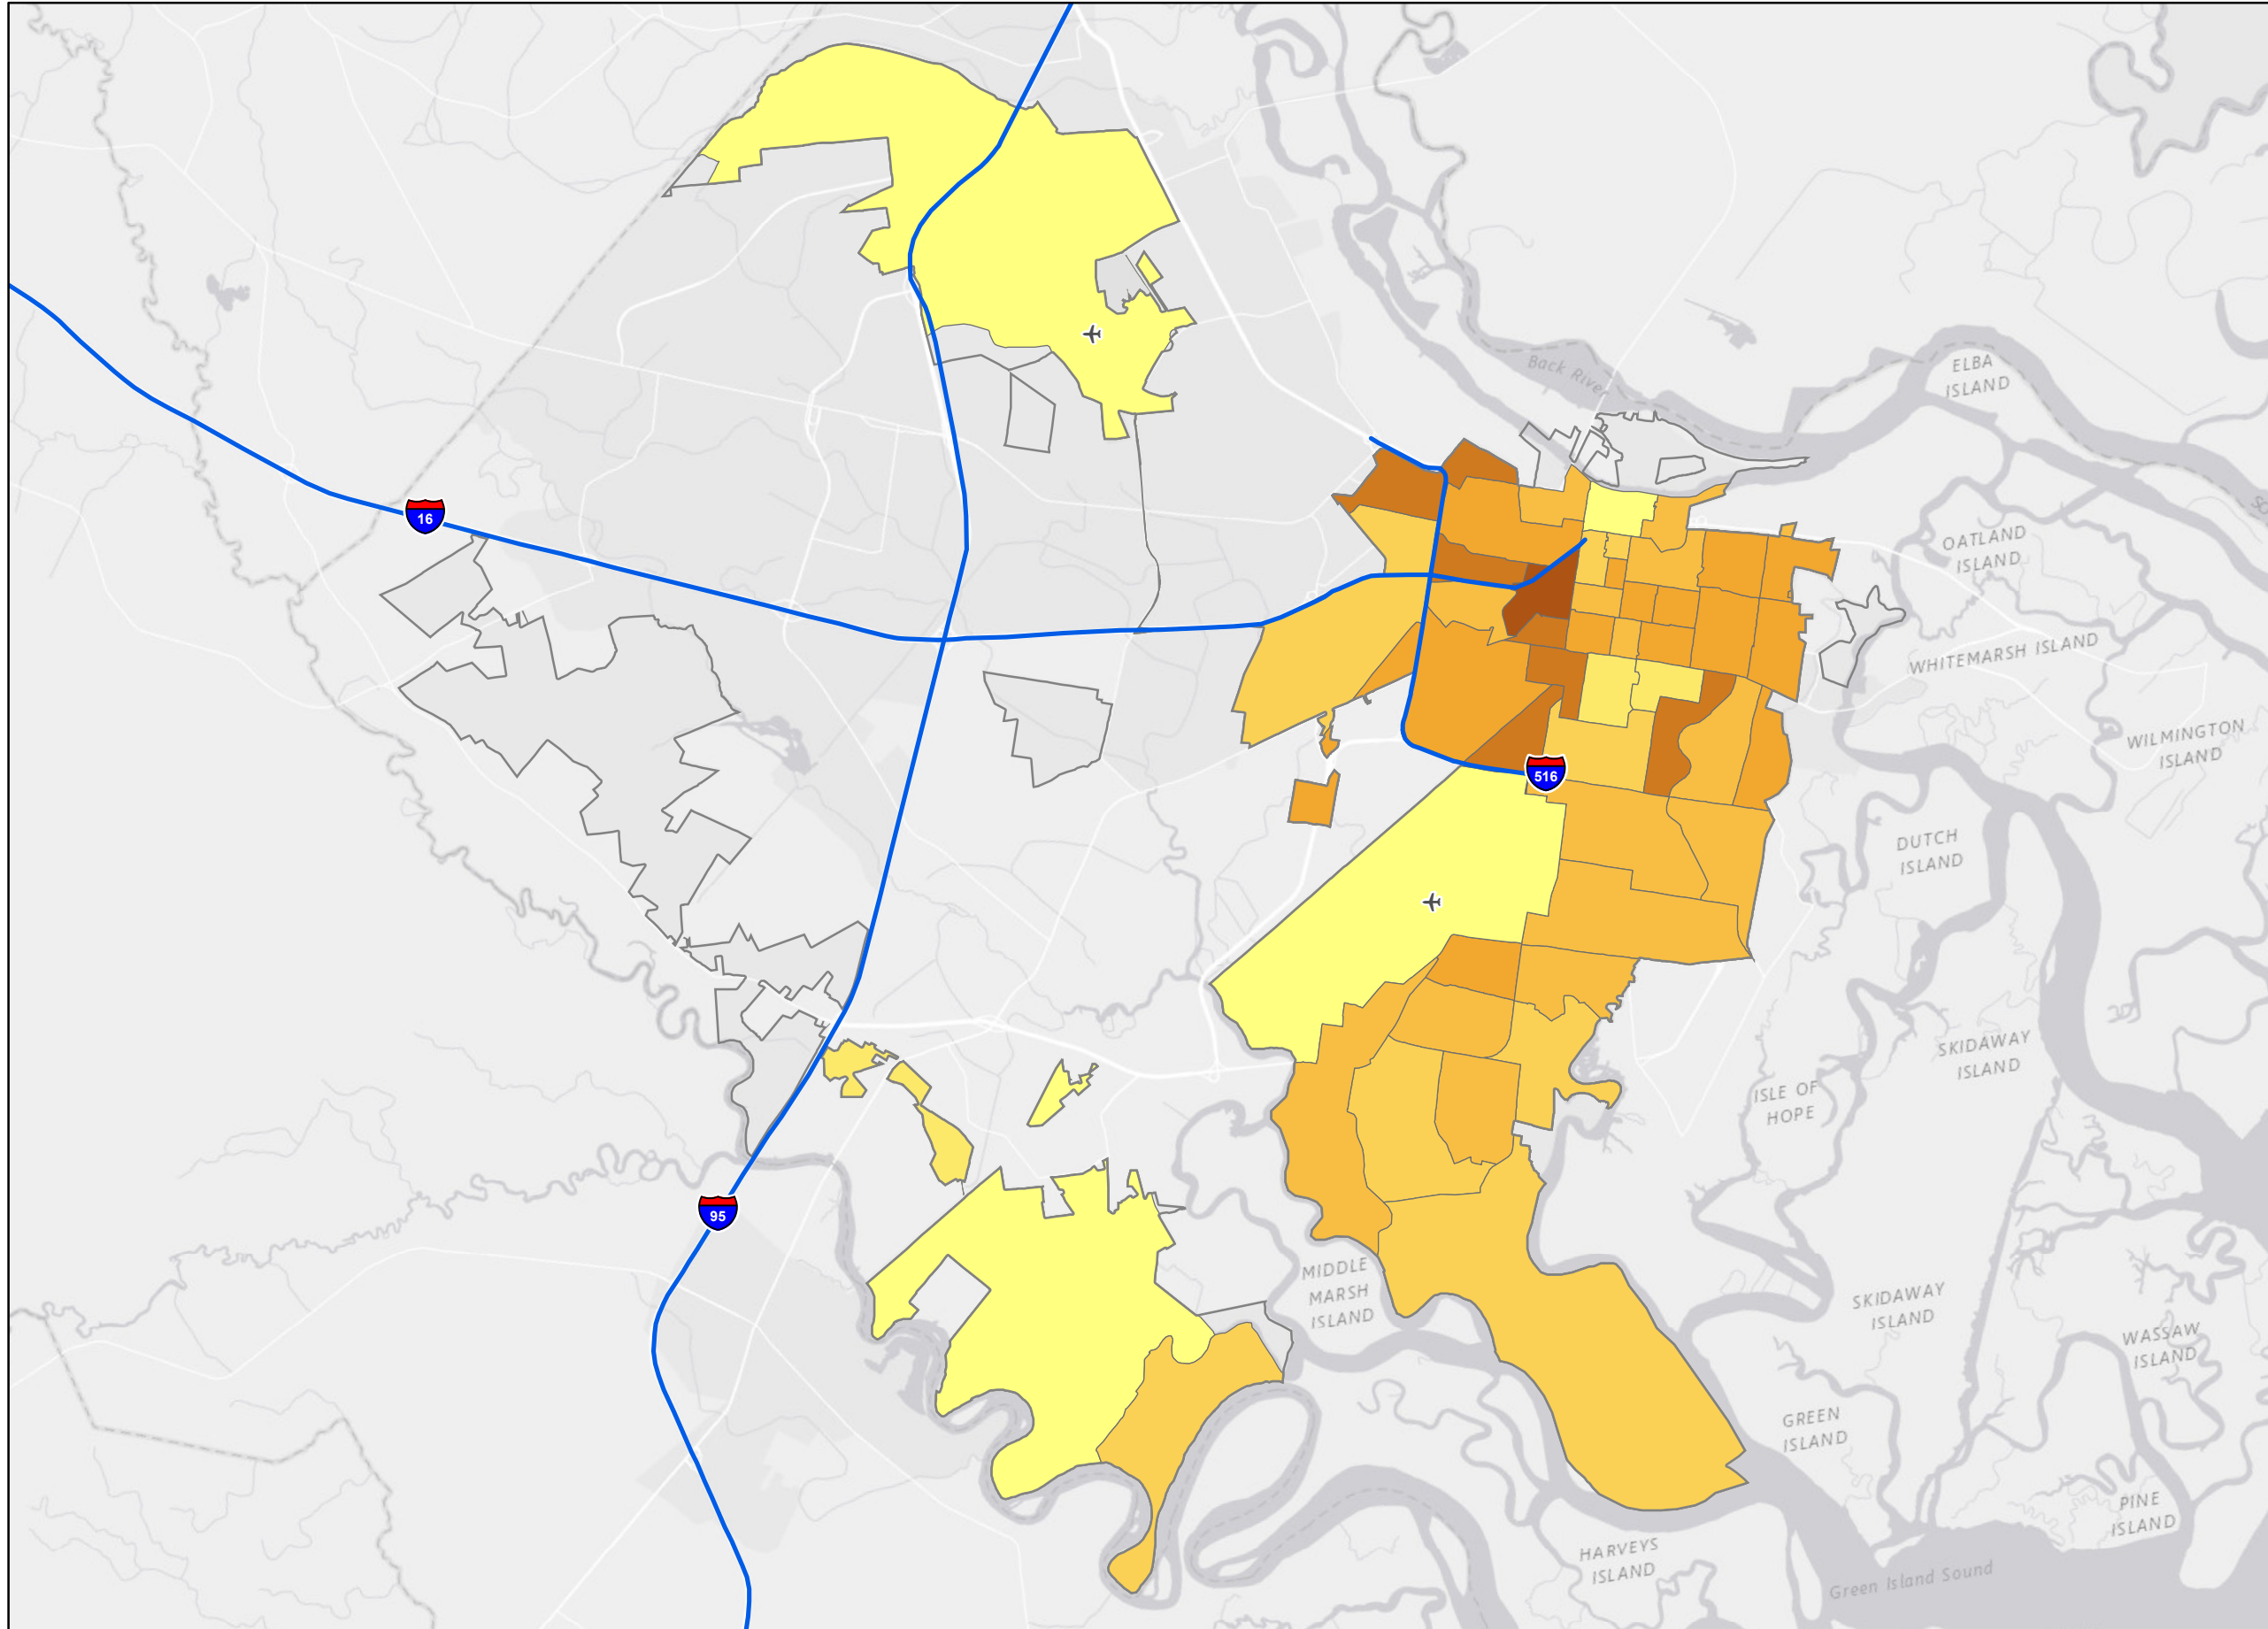 Back River
ELBA
ISLAND
16
OATLAND
ISLAND
WHITEMARSH ISLAND
WILMINGTON
ISLAND
516
DUTCH
ISLAND
SKIDAWAY
ISLAND
ISLE OF
HOPE
95
MIDDLE
MARSH
ISLAND
SKIDAWAY
ISLAND
WASSAW
ISLAND
GREEN
ISLAND
PINE
ISLAND
HARVEYS
ISLAND
Green Island Sound